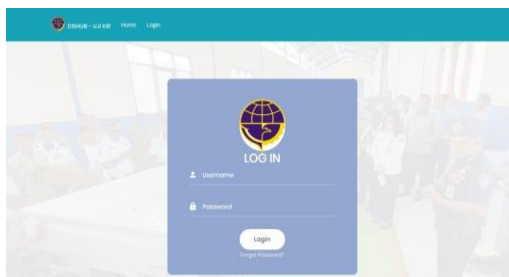 DISHUB - UJI KIR Home Login
LOG IN
Username
Password
Login
Forgot Password?